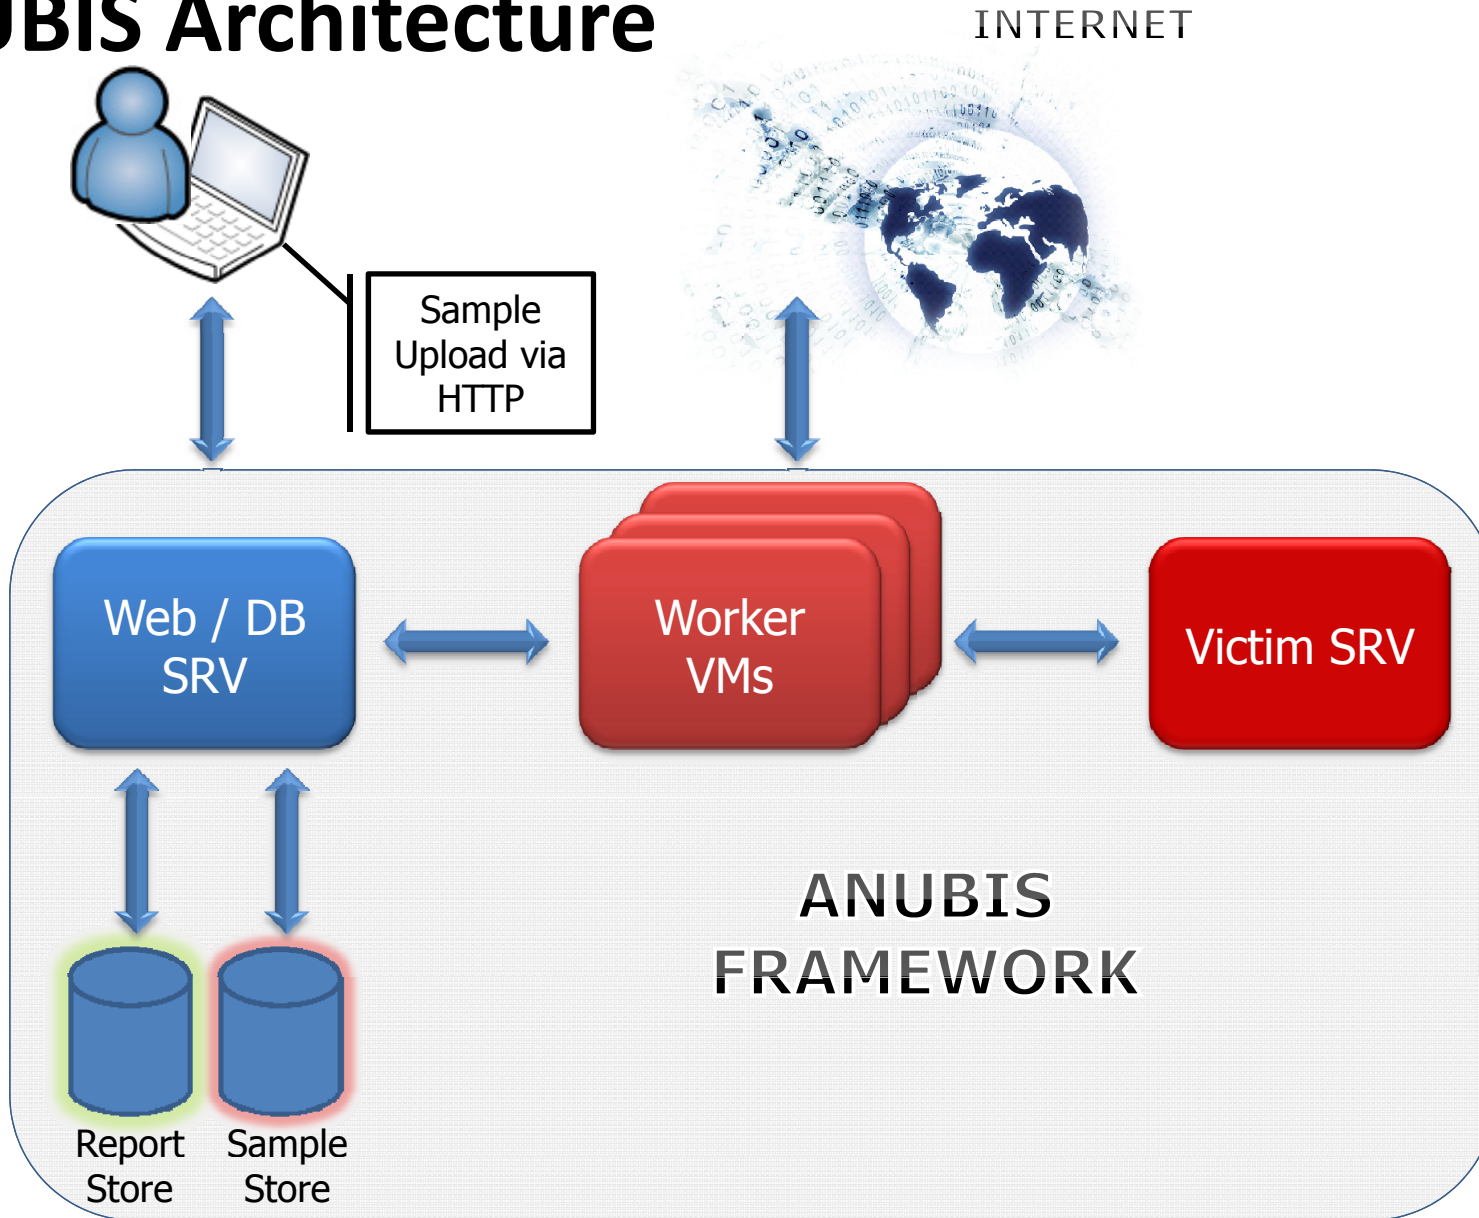 UBIS Architecture
INTERNET
Sample
Upload via
HTTP
Web / DB
SRV
Worker
VMs
Victim SRV
ANUBIS
FRAMEWORK
Report
Store
Sample
Store